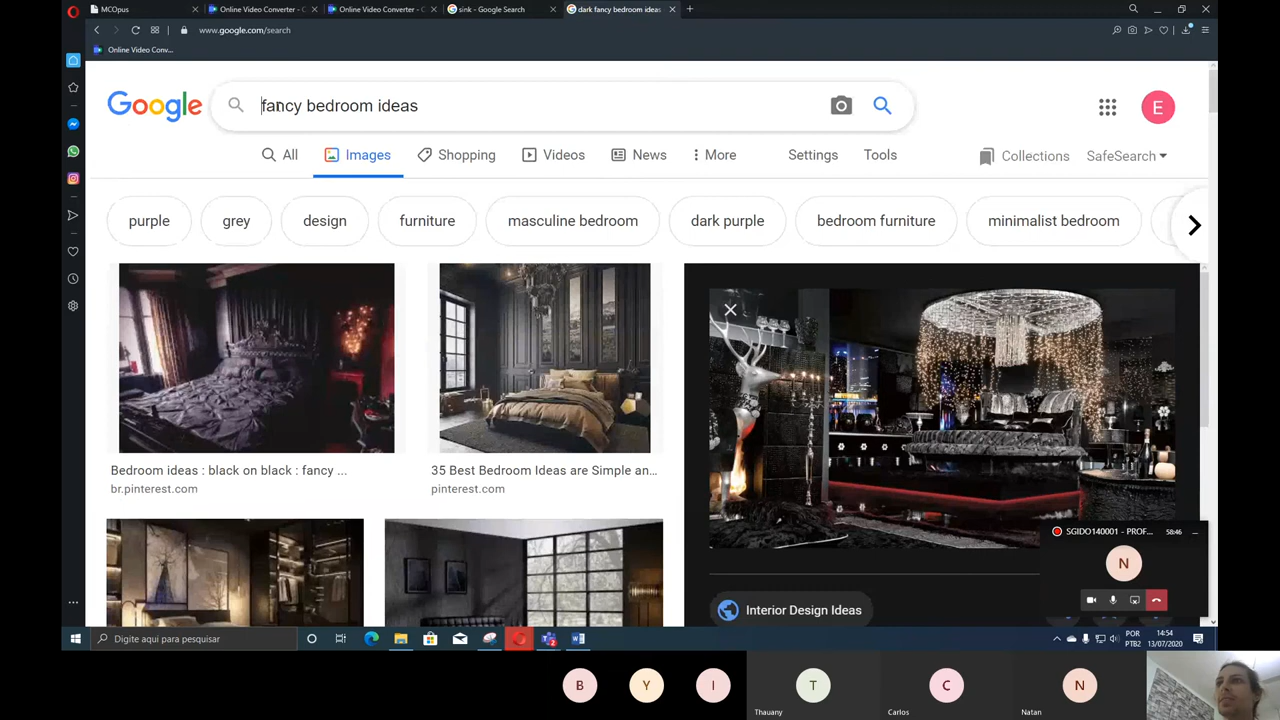 MCOpus
Online Video Converter - C
Online Video Converter - C
sink - Google Search
dark fancy bedroom ideas
www.google.com/search
Online Video Conv...
Google
fancy bedroom ideas
E
All
Images
Shopping
Videos
News
More
Settings
Tools
Collections
SafeSearch
purple
grey
design
furniture
masculine bedroom
dark purple
bedroom furniture
minimalist bedroom
Bedroom ideas : black on black : fancy ...
br.pinterest.com
35 Best Bedroom Ideas are Simple an...
pinterest.com
Interior Design Ideas
SGIDO140001 - PROF...
58:46
N
Digite aqui para pesquisar
POR
PTB2
14:54
13/07/2020
B
Y
I
T
Thauany
C
Carlos
N
Natan